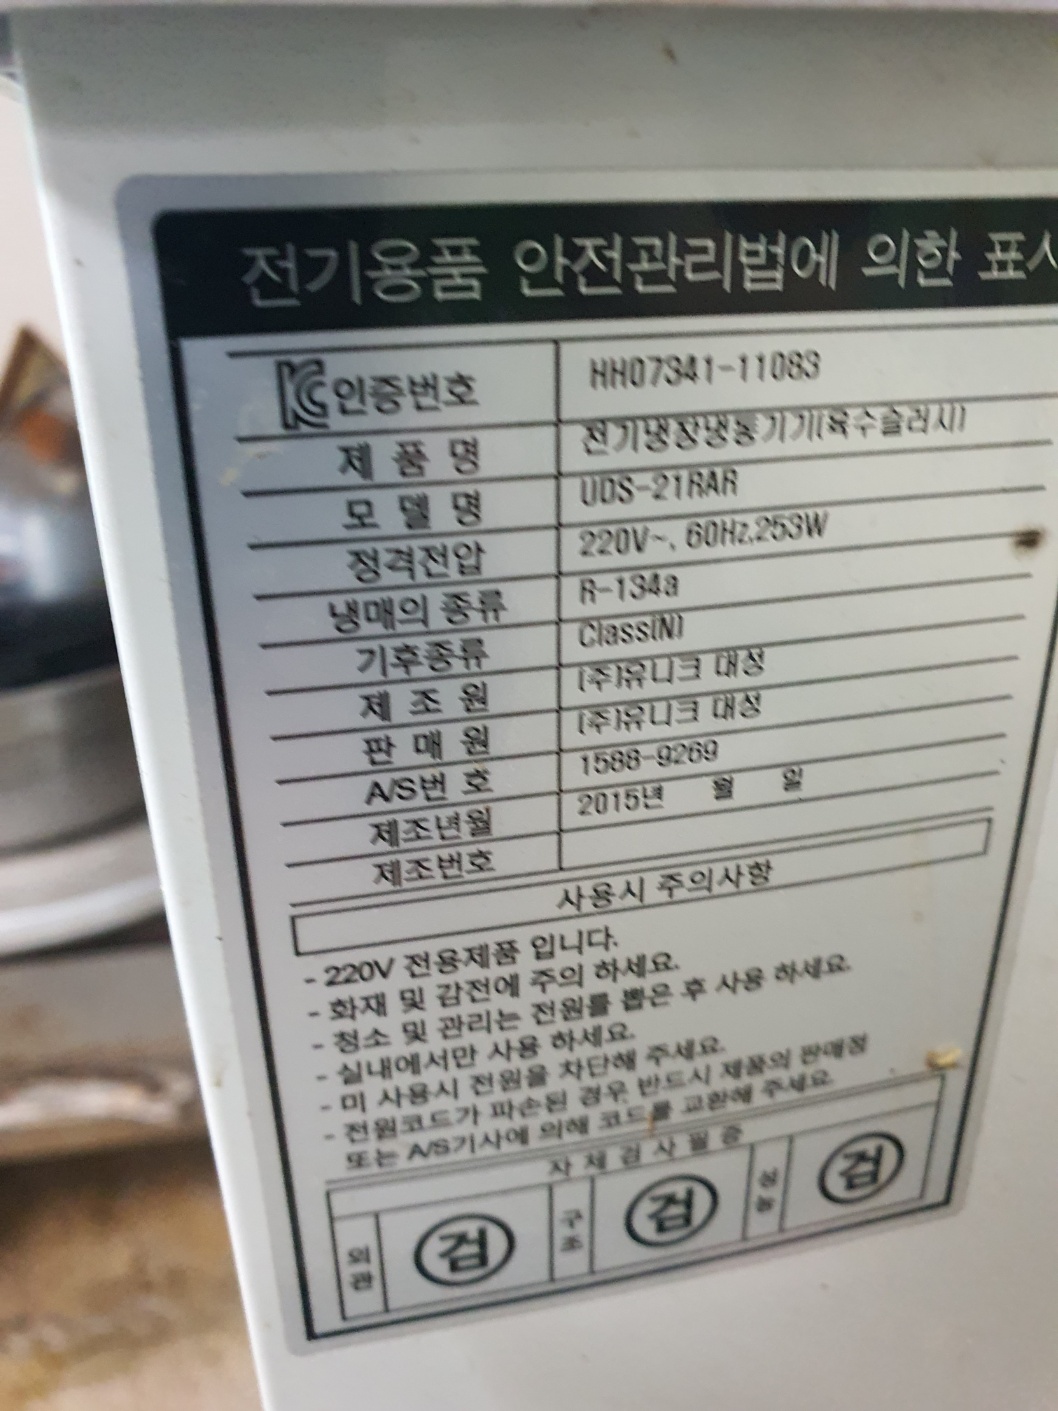 전기용품 안전관리법에 의한 표시
KC인증번호 HH07341-11083
제 품 명 전기냉장냉동기기(육수슬러시)
모 델 명 UDS-21RAR
정격전압 220V~, 60Hz,253W
냉매의 종류 R-134a
기후종류 Class(N)
제 조 원 (주)유니크 대성
판 매 원 (주)유니크 대성
A/S번 호 1588-9269
제조년월 2015년 월 일
제조번호
사용시 주의사항
- 220V 전용제품 입니다.
- 화재 및 감전에 주의 하세요.
- 청소 및 관리는 전원를 뽑은 후 사용 하세요.
- 실내에서만 사용 하세요.
- 미 사용시 전원을 차단해 주세요.
- 전원코드가 파손된 경우 반드시 제품의 판매점
또는 A/S기사에 의해 코드를 교환해 주세요.
자 체 검 사 필 증
외관 검 구조 검 성능 검